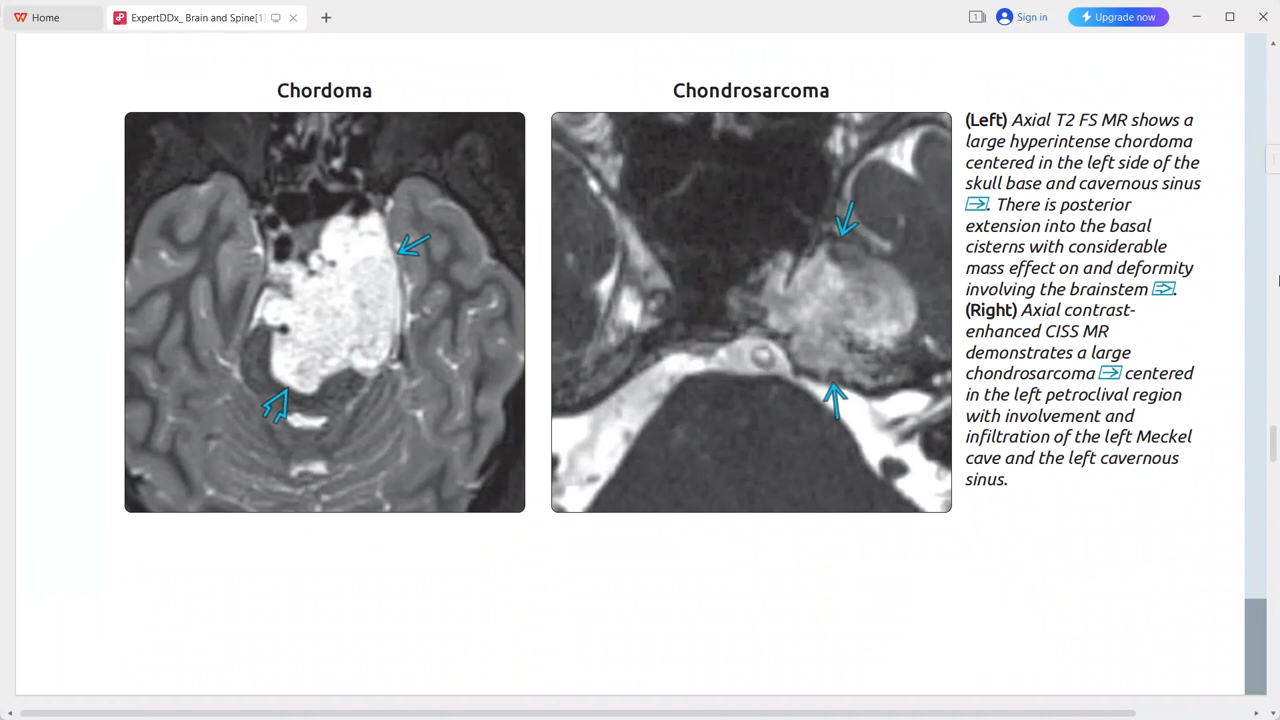 Home
ExpertDDx_ Brain and Spine[1]
1
Sign in
Upgrade now
Chordoma
Chondrosarcoma
(Left) Axial T2 FS MR shows a
large hyperintense chordoma
centered in the left side of the
skull base and cavernous sinus
. There is posterior
extension into the basal
cisterns with considerable
mass effect on and deformity
involving the brainstem .
(Right) Axial contrast-
enhanced CISS MR
demonstrates a large
chondrosarcoma centered
in the left petroclival region
with involvement and
infiltration of the left Meckel
cave and the left cavernous
sinus.